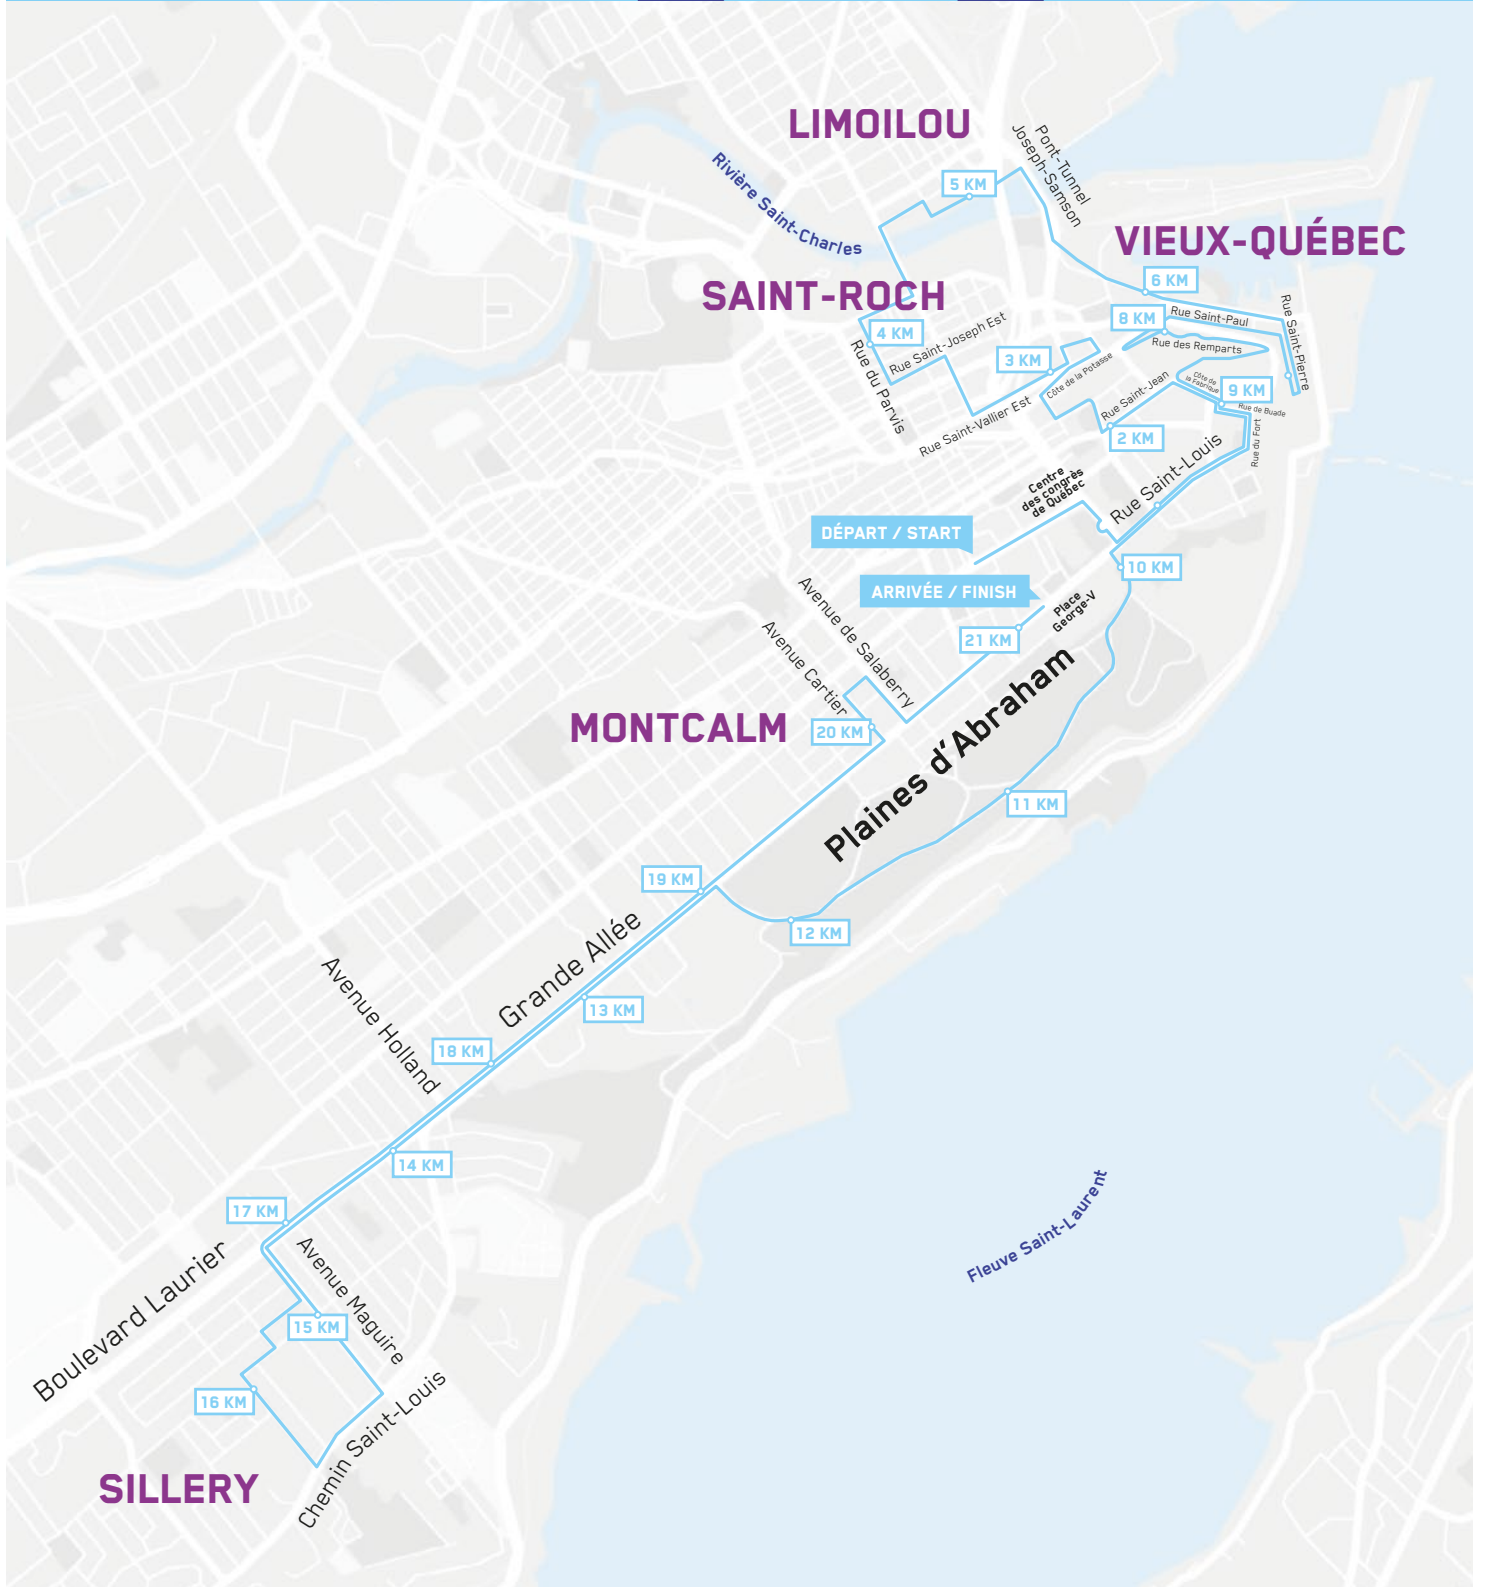 LIMOILOU
Pont-Tunnel
Joseph-Samson
Rivière Saint-Charles
5 KM
VIEUX-QUÉBEC
SAINT-ROCH
6 KM
8 KM
Rue Saint-Paul
Rue Saint-Pierre
4 KM
Rue Saint-Joseph Est
Rue des Remparts
3 KM
Rue du Parvis
Côte de la Potasse
Côte de
la Fabrique
9 KM
Rue Saint-Jean
Rue de Buade
Rue Saint-Vallier Est
2 KM
Rue du Fort
Rue Saint-Louis
Centre
des congrès
de Québec
DÉPART / START
10 KM
ARRIVÉE / FINISH
Place
George-V
Avenue de Salaberry
21 KM
Avenue Cartier
Plaines d'Abraham
MONTCALM
20 KM
11 KM
19 KM
12 KM
Grande Allée
Avenue Holland
13 KM
18 KM
14 KM
Fleuve Saint-Laurent
17 KM
Boulevard Laurier
Avenue Maguire
15 KM
16 KM
Chemin Saint-Louis
SILLERY